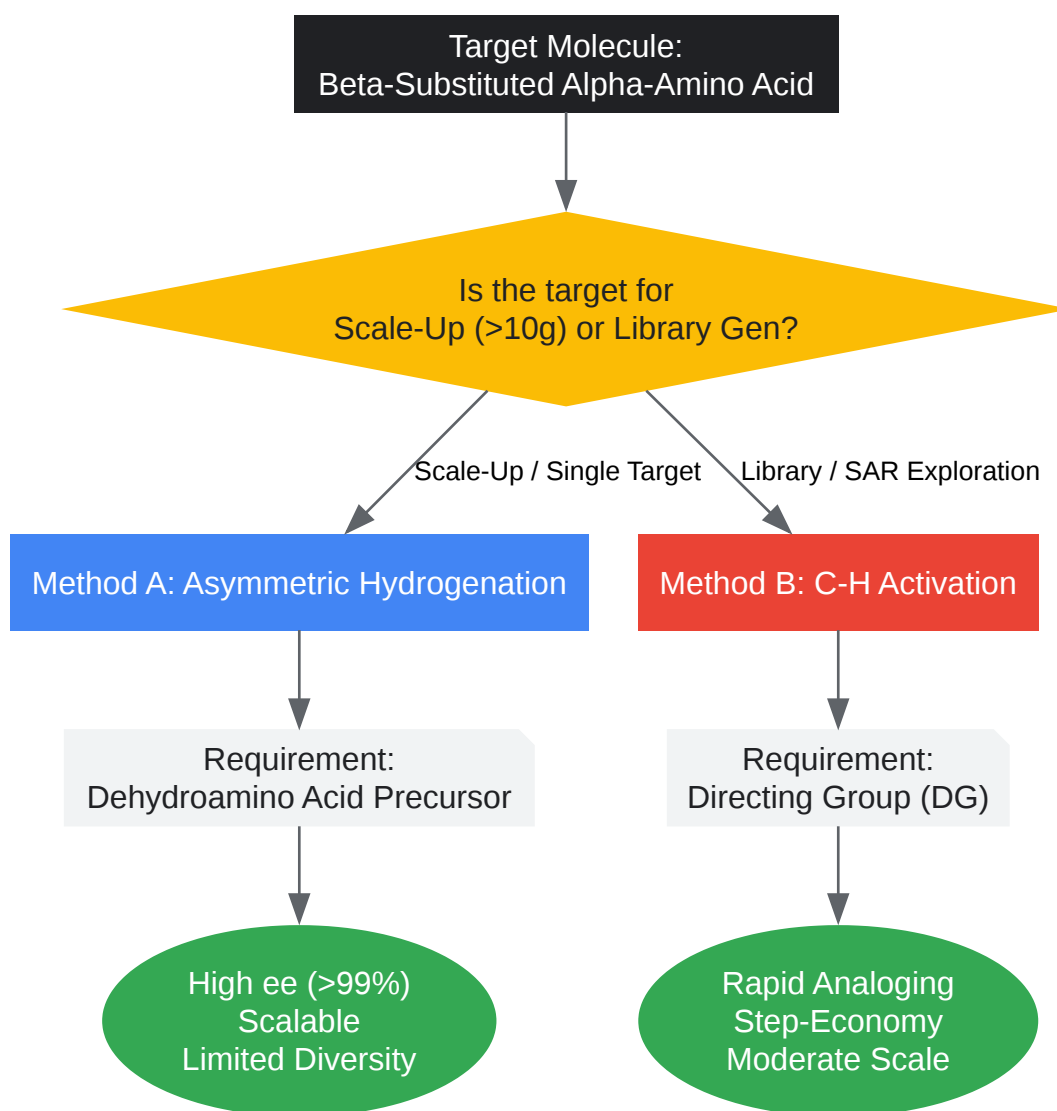 Target Molecule:
Beta-Substituted Alpha-Amino Acid
Is the target for
Scale-Up (>10g) or Library Gen?
Scale-Up / Single Target
Library / SAR Exploration
Method A: Asymmetric Hydrogenation
Method B: C-H Activation
Requirement:
Dehydroamino Acid Precursor
Requirement:
Directing Group (DG)
High ee (>99%)
Scalable
Limited Diversity
Rapid Analoging
Step-Economy
Moderate Scale